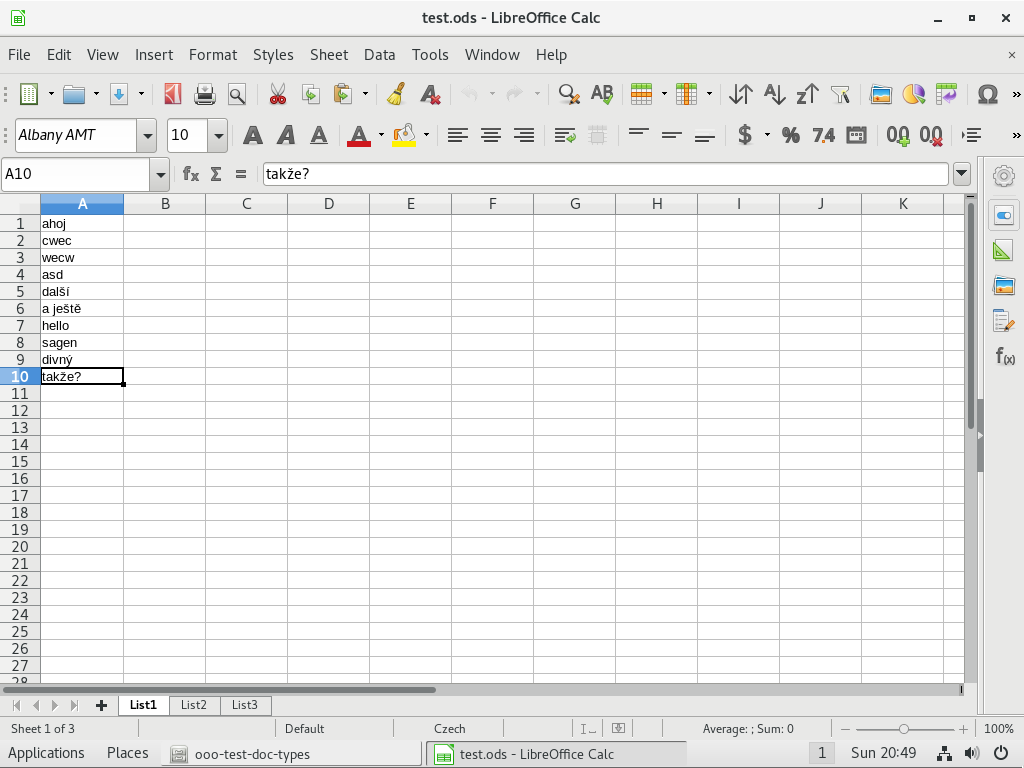 test.ods - LibreOffice Calc
File Edit View Insert Format Styles Sheet Data Tools Window Help
Albany AMT 10
A10 takže?
A B C D E F G H I J K
1 ahoj
2 cwec
3 wecw
4 asd
5 další
6 a ještě
7 hello
8 sagen
9 divný
10 takže?
11
12
13
14
15
16
17
18
19
20
21
22
23
24
25
26
27
28
List1 List2 List3
Sheet 1 of 3 Default Czech Average: ; Sum: 0 100%
Applications Places ooo-test-doc-types test.ods - LibreOffice Calc 1 Sun 20:49